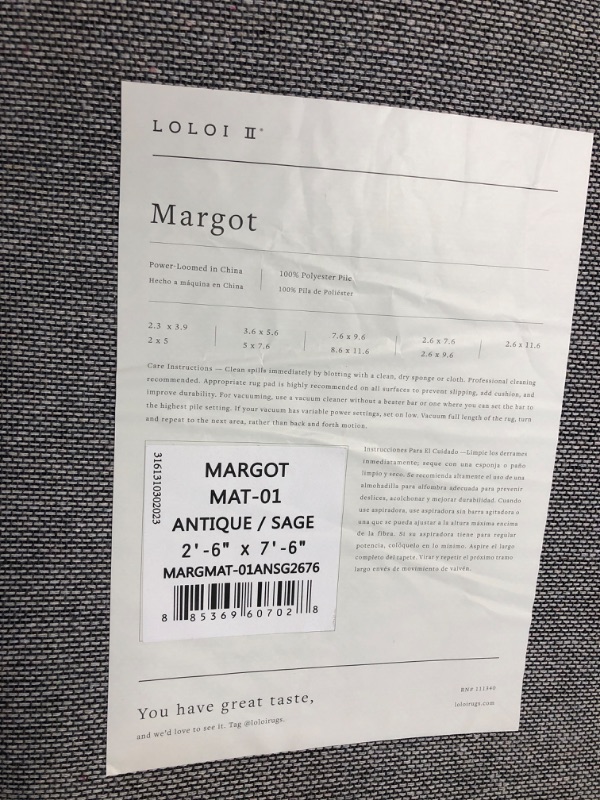 LOLOI II®
Margot
Power-Loomed in China
Hecho a máquina en China
100% Polyester Pile
100% Pila de Poliéster
2.3 x 3.9
2 x 5
3.6 x 5.6
5 x 7.6
7.6 x 9.6
8.6 x 11.6
2.6 x 7.6
2.6 x 9.6
2.6 x 11.6
Care Instructions — Clean spills immediately by blotting with a clean, dry sponge or cloth. Professional cleaning
recommended. Appropriate rug pad is highly recommended on all surfaces to prevent slipping, add cushion, and
improve durability. For vacuuming, use a vacuum cleaner without a beater bar or one where you can set the bar to
the highest pile setting. If your vacuum has variable power settings, set on low. Vacuum full length of the rug, turn
and repeat to the next area, rather than back and forth motion.
3161310302023
MARGOT
MAT-01
ANTIQUE / SAGE
2'-6" x 7'-6"
MARGMAT-01ANSG2676
8 85369 60702 8
Instrucciones Para El Cuidado —Limpie los derrames
inmediatamente; seque con una esponja o paño
limpio y seco. Se recomienda altamente el uso de una
almohadilla para alfombra adecuada para prevenir
deslices, acolchonar y mejorar durabilidad. Cuando
use aspiradora, use aspiradora sin barra agitadora o
una que se pueda ajustar a la altura máxima encima
de la fibra. Si su aspiradora tiene para regular
potencia, colóquelo en lo mínimo. Aspire el largo
completo del tapete. Virar y repetir el próximo tramo
largo envés de movimiento de vaivén.
You have great taste,
and we'd love to see it. Tag @loloirugs.
RN# 111340
loloirugs.com